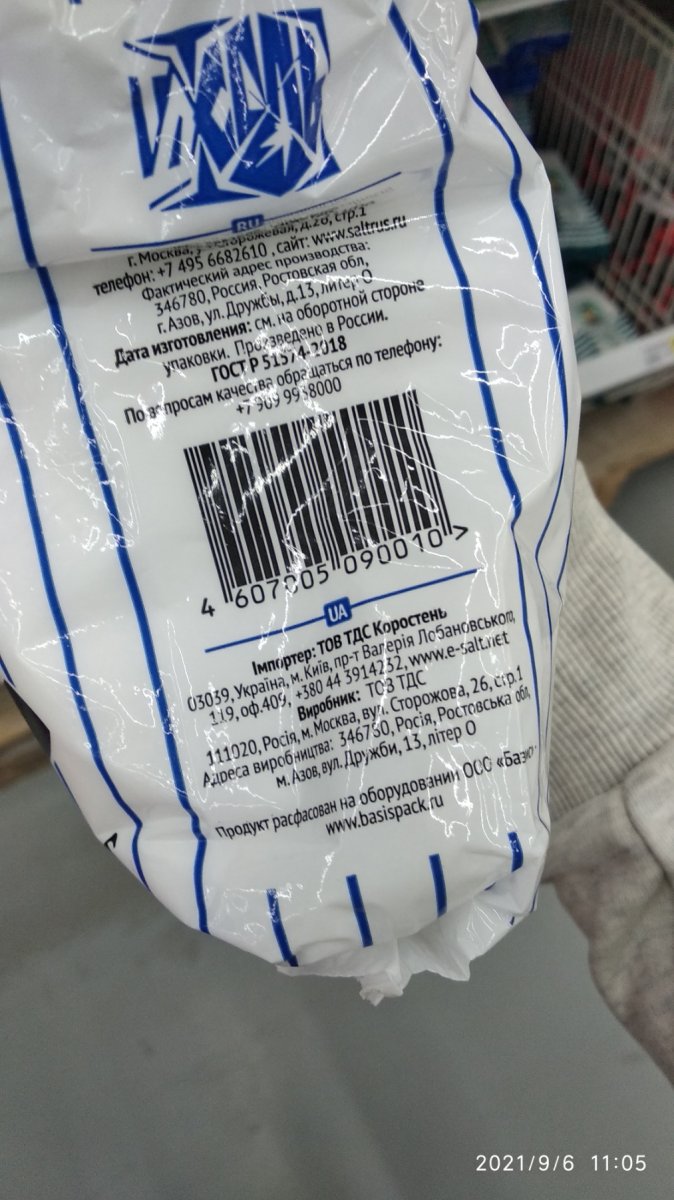 RU
г. Москва, д.26, стр.1
телефон: +7 495 6682610 , сайт: www.saltrus.ru
Фактический адрес производства:
346780, Россия, Ростовская обл,
г. Азов, ул. Дружбы, д.13, литер О
Дата изготовления: см. на оборотной стороне
упаковки. Произведено в России.
ГОСТ Р 51574-2018
По вопросам качества обращаться по телефону:
+7 909
4 607005 090010 >
UA
Імпортер: ТОВ ТДС Коростень
03039, Україна, м. Київ, пр-т Валерія Лобановського,
119, оф.409, +380 44 3914232, www.e-salt.net
Виробник: ТОВ ТДС
111020, Росія, м. Москва, вул. Сторожова, 26, стр.1
Адреса виробництва: 346780, Росія, Ростовська обл,
м. Азов, вул. Дружби, 13, літер О
Продукт расфасован на оборудовании ООО
www.basispack.ru
2021/9/6 11:05